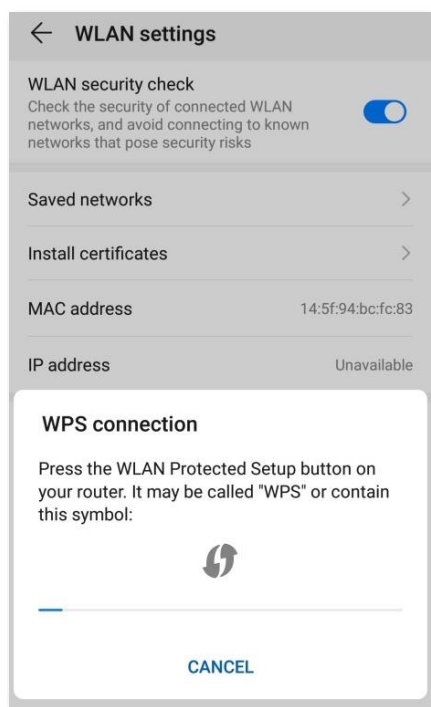 WLAN settings
WLAN security check
Check the security of connected WLAN
networks, and avoid connecting to known
networks that pose security risks
Saved networks
Install certificates
MAC address 14:5f:94:bc:fc:83
IP address Unavailable
WPS connection
Press the WLAN Protected Setup button on
your router. It may be called "WPS" or contain
this symbol:
CANCEL